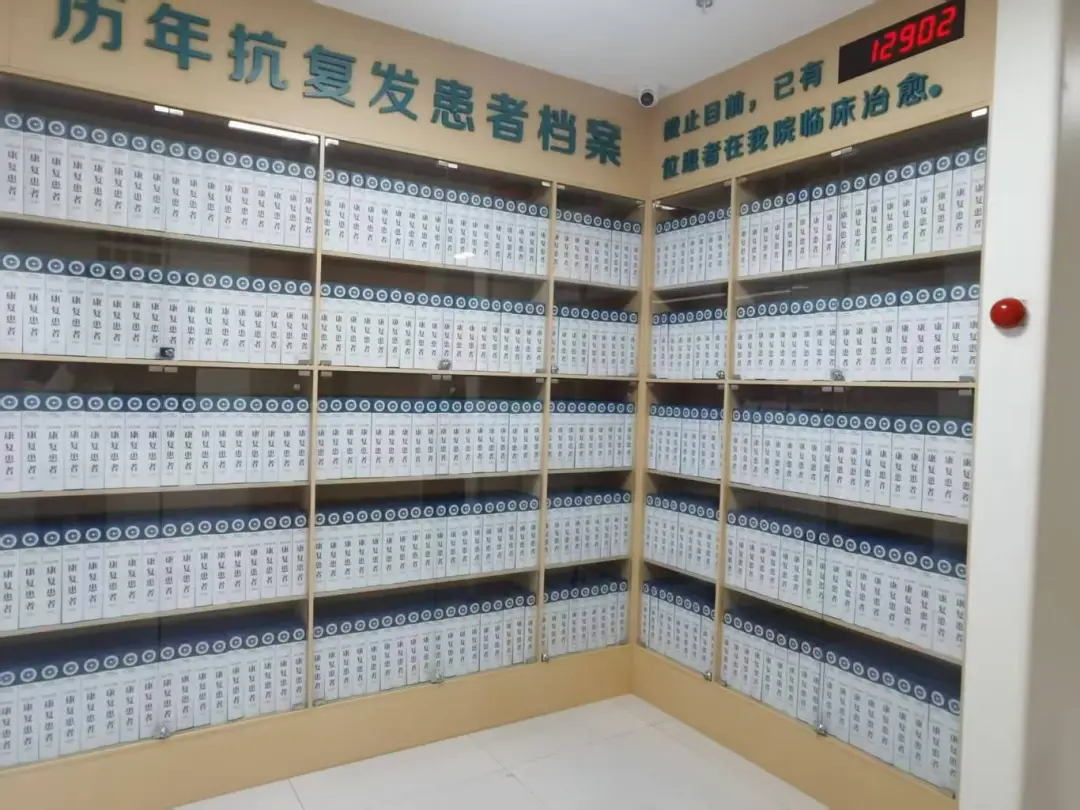 历年抗复发患者档案
截止目前，已有 12902
位患者在我院临床治愈。
康复患者